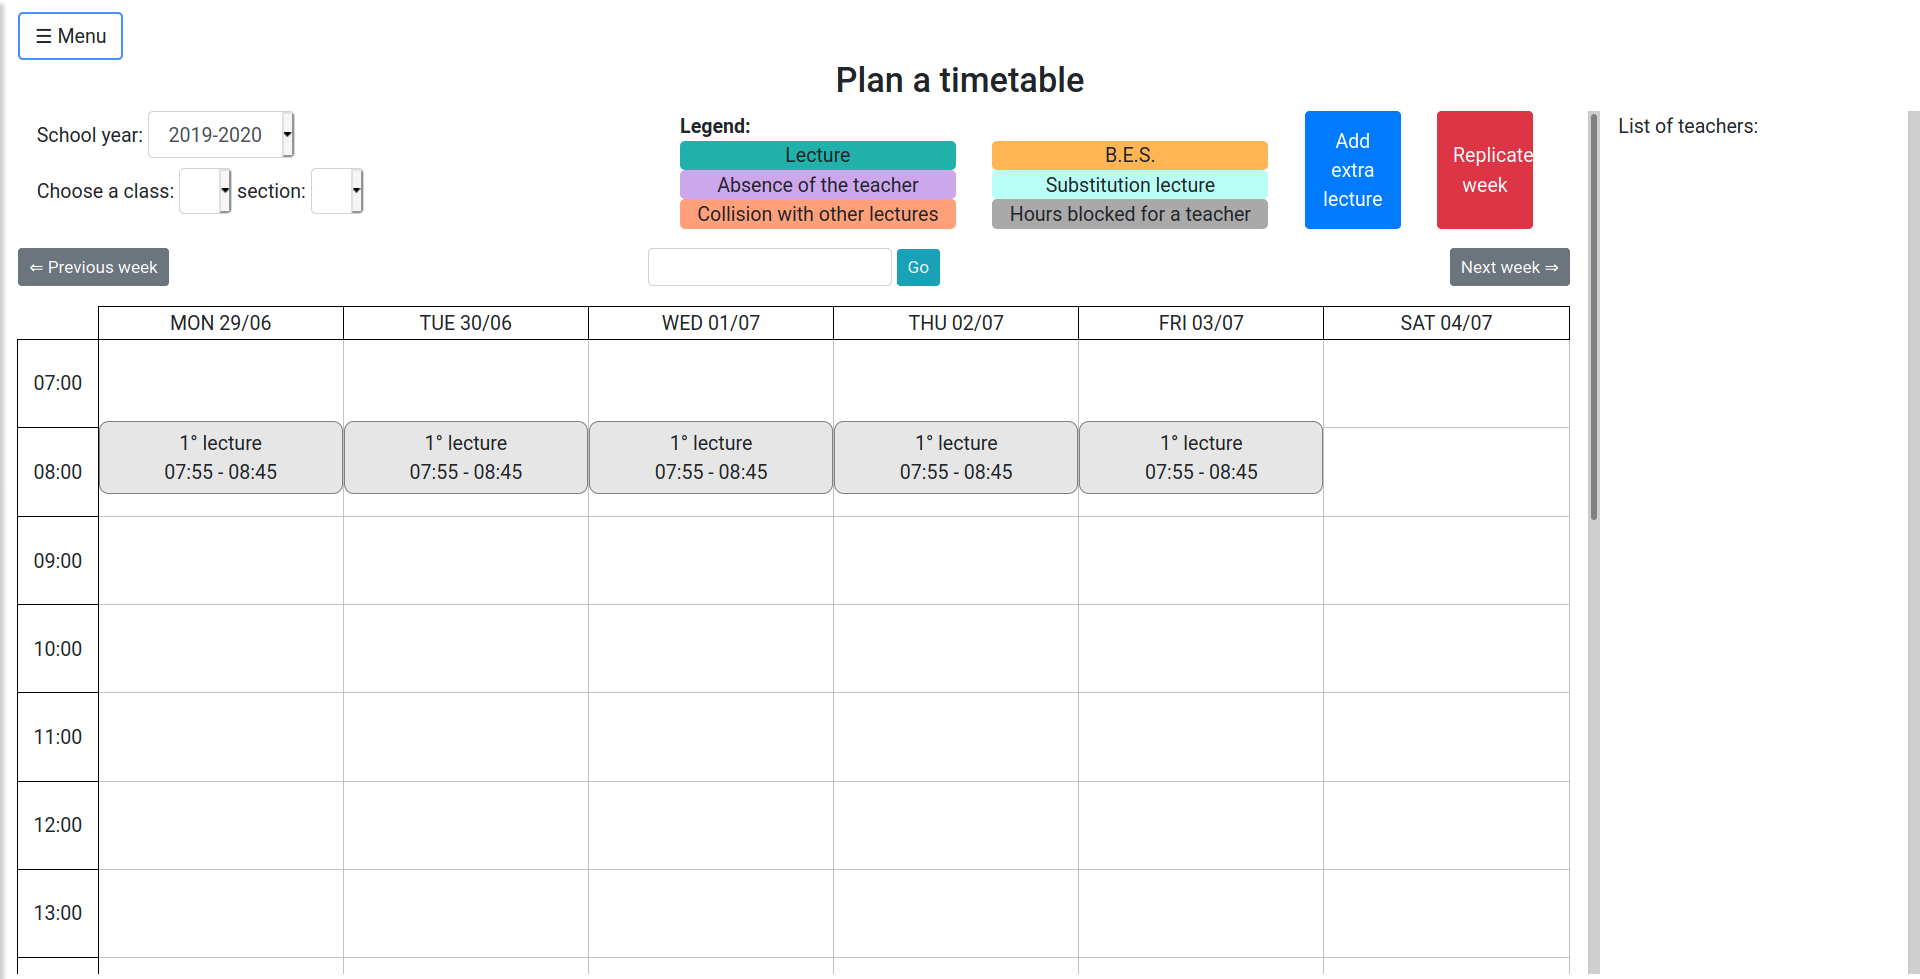 ☰ Menu
Plan a timetable
School year: 2019-2020
Choose a class: section:
Legend:
Lecture
Absence of the teacher
Collision with other lectures
B.E.S.
Substitution lecture
Hours blocked for a teacher
Add
extra
lecture
Replicate
week
List of teachers:
⇐ Previous week
Go
Next week ⇒
MON 29/06 TUE 30/06 WED 01/07 THU 02/07 FRI 03/07 SAT 04/07
07:00
1° lecture 1° lecture 1° lecture 1° lecture 1° lecture
08:00 07:55 - 08:45 07:55 - 08:45 07:55 - 08:45 07:55 - 08:45 07:55 - 08:45
09:00
10:00
11:00
12:00
13:00